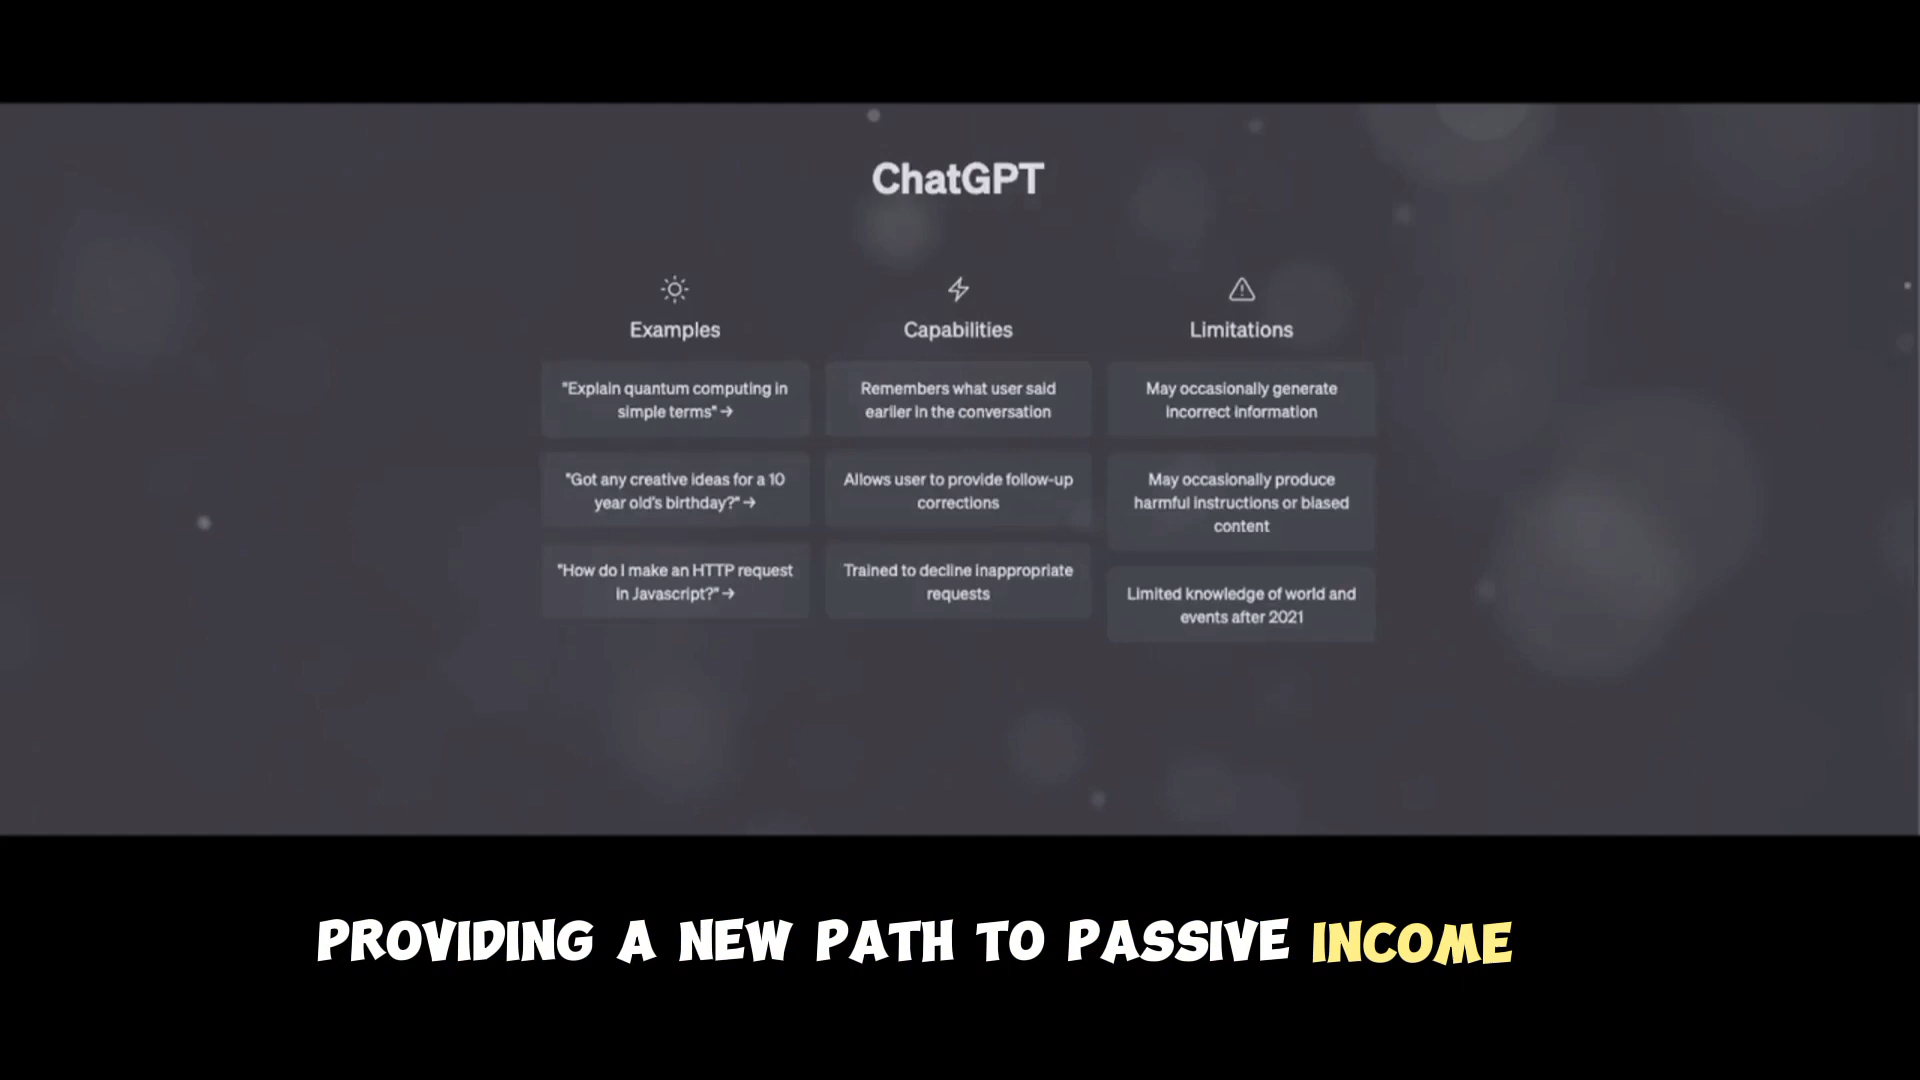 ChatGPT
Examples
"Explain quantum computing in
simple terms" →
"Got any creative ideas for a 10
year old's birthday?" →
"How do I make an HTTP request
in Javascript?" →
Capabilities
Remembers what user said
earlier in the conversation
Allows user to provide follow-up
corrections
Trained to decline inappropriate
requests
Limitations
May occasionally generate
incorrect information
May occasionally produce
harmful instructions or biased
content
Limited knowledge of world and
events after 2021
PROVIDING A NEW PATH TO PASSIVE INCOME